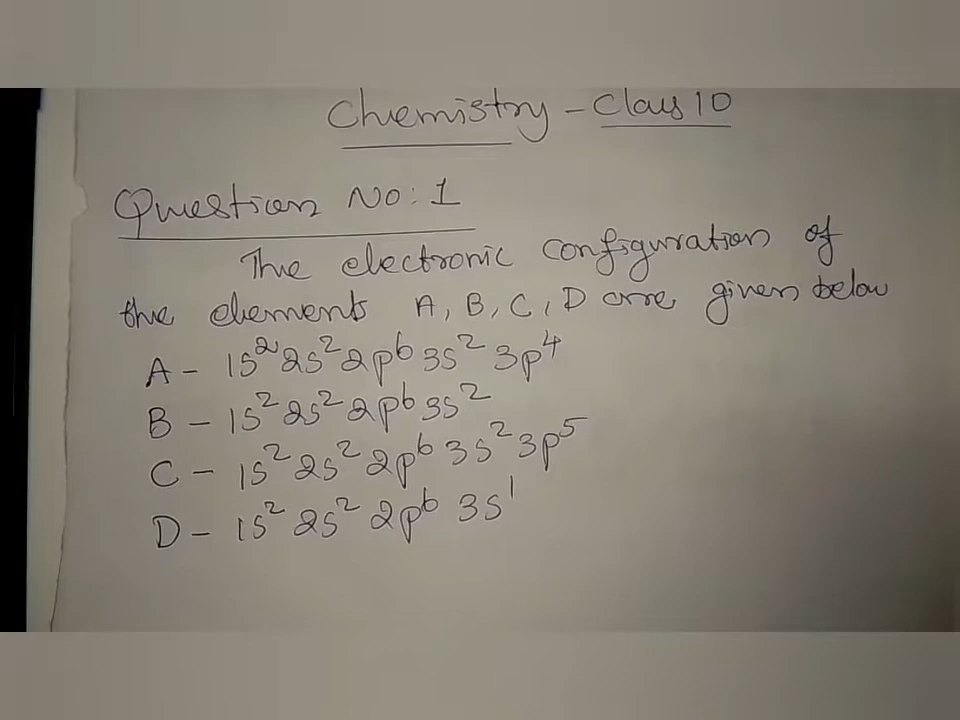 Chemistry - Class 10
Question No: 1
The electronic configuration of
the elements A, B, C, D are given below
A - 1s² 2s² 2p⁶ 3s² 3p⁴
B - 1s² 2s² 2p⁶ 3s²
C - 1s² 2s² 2p⁶ 3s² 3p⁵
D - 1s² 2s² 2p⁶ 3s¹